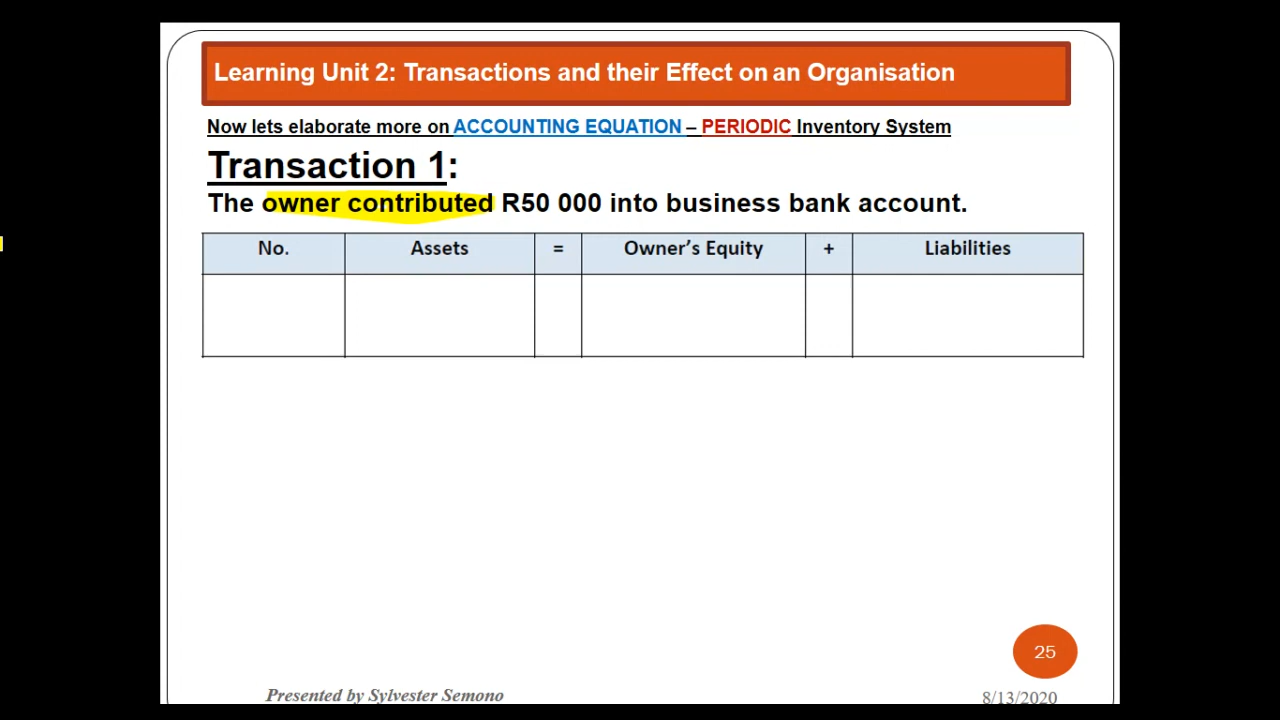 Learning Unit 2: Transactions and their Effect on an Organisation
Now lets elaborate more on ACCOUNTING EQUATION – PERIODIC Inventory System
Transaction 1:
The owner contributed R50 000 into business bank account.
No. Assets = Owner's Equity + Liabilities
25
Presented by Sylvester Semono 8/13/2020